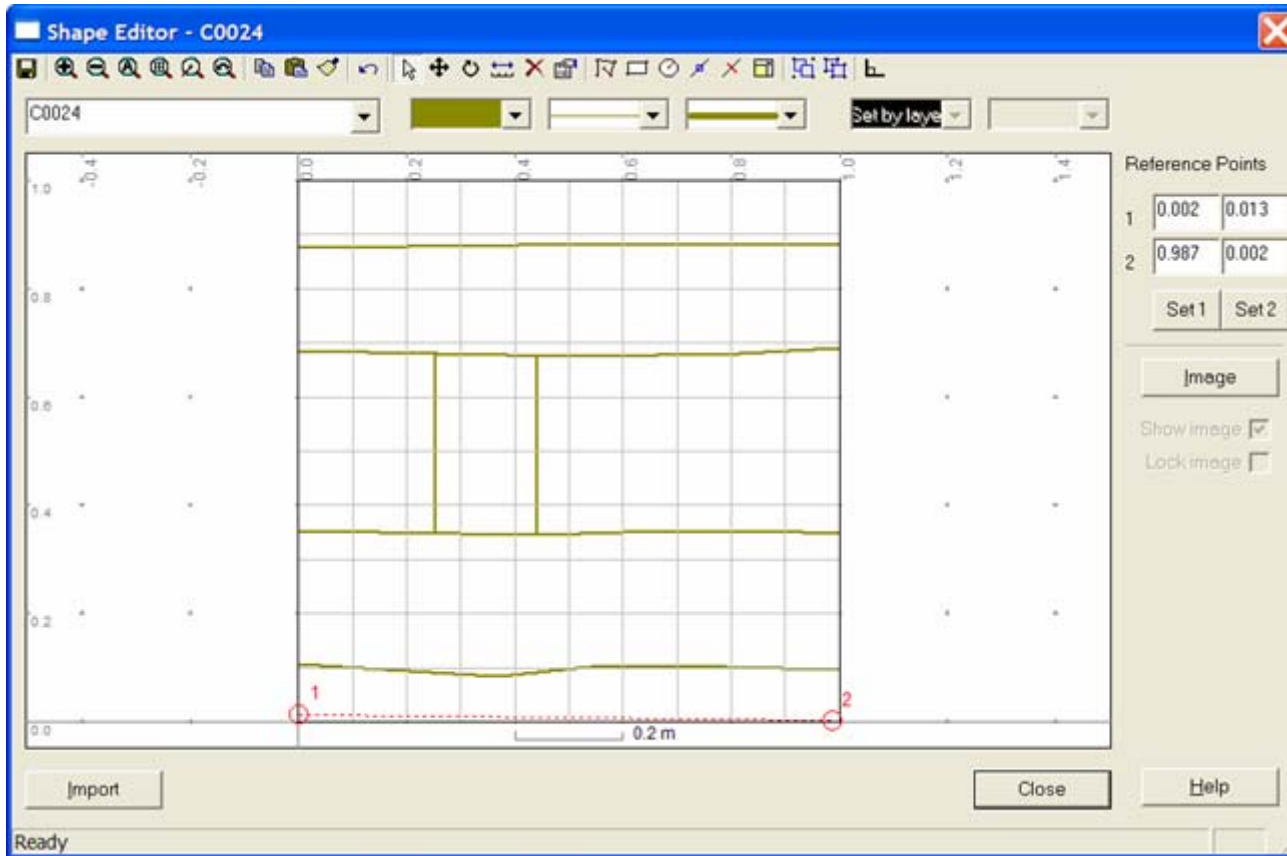 Shape Editor - C0024
C0024
Set by laye
-0.4
-0.2
0.0
0.2
0.4
0.6
0.8
1.0
1.2
1.4
1.0
0.8
0.6
0.4
0.2
0.0
1
2
0.2 m
Reference Points
1 0.002 0.013
2 0.987 0.002
Set 1 Set 2
Image
Show image
Lock image
Import
Close
Help
Ready